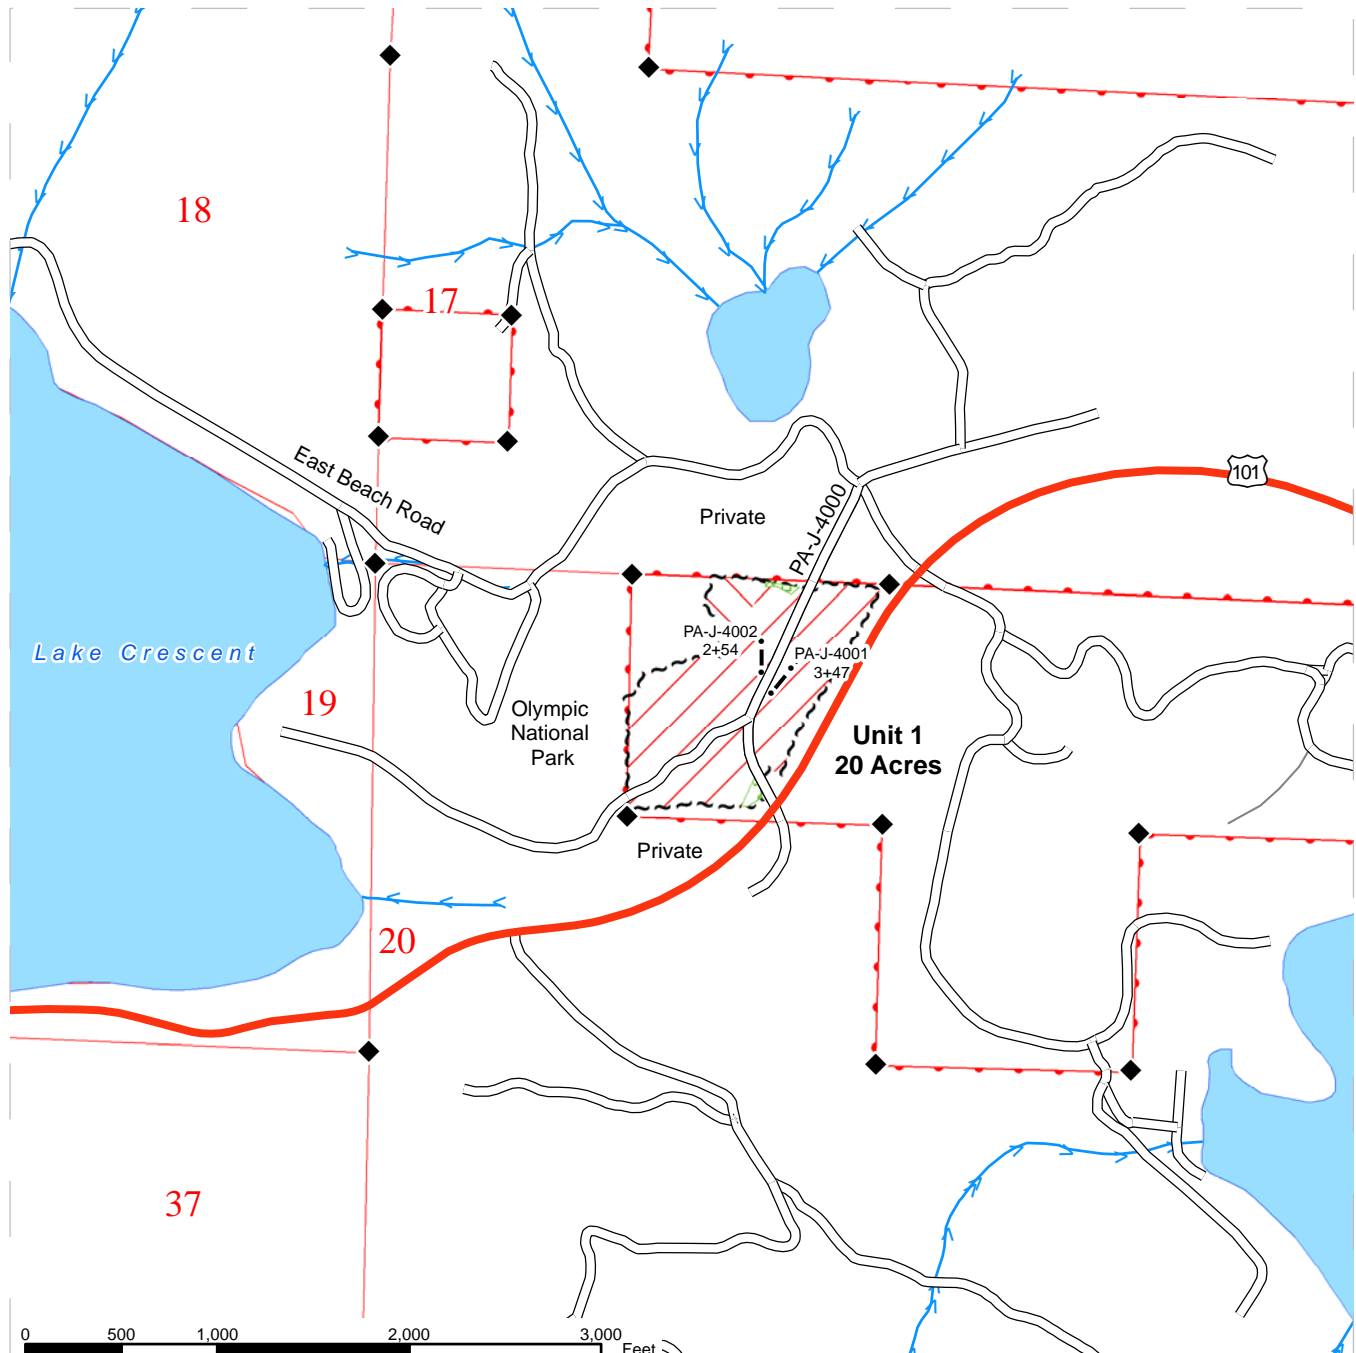 18
17
East Beach Road
101
Private
PA-J-4000
PA-J-4002
2+54
PA-J-4001
3+47
Lake Crescent
19
Olympic
National
Park
Unit 1
20 Acres
Private
20
37
0 500 1,000 2,000 3,000
Feet